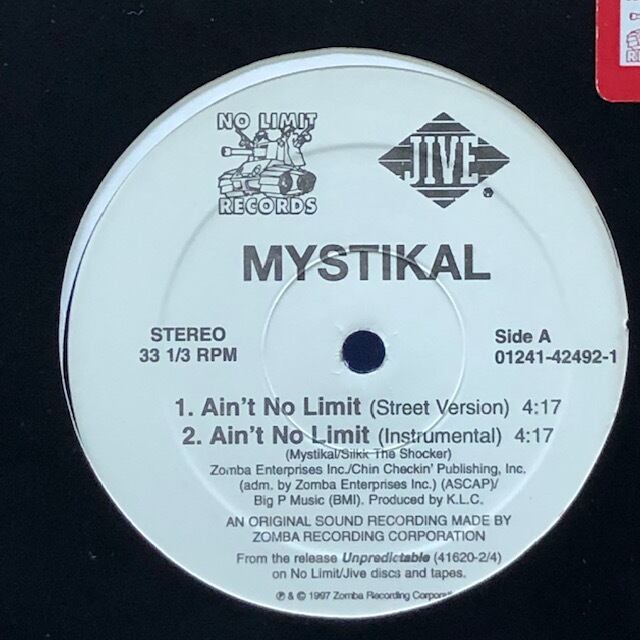 NO LIMIT
RECORDS
JIVE
®
MYSTIKAL
STEREO
33 1/3 RPM
Side A
01241-42492-1
1. Ain't No Limit (Street Version) 4:17
2. Ain't No Limit (Instrumental) 4:17
(Mystikal/Silkk The Shocker)
Zomba Enterprises Inc./Chin Checkin' Publishing, Inc.
(adm. by Zomba Enterprises Inc.) (ASCAP)/
Big P Music (BMI). Produced by K.L.C.
AN ORIGINAL SOUND RECORDING MADE BY
ZOMBA RECORDING CORPORATION
From the release Unpredictable (41620-2/4)
on No Limit/Jive discs and tapes.
℗ & © 1997 Zomba Recording